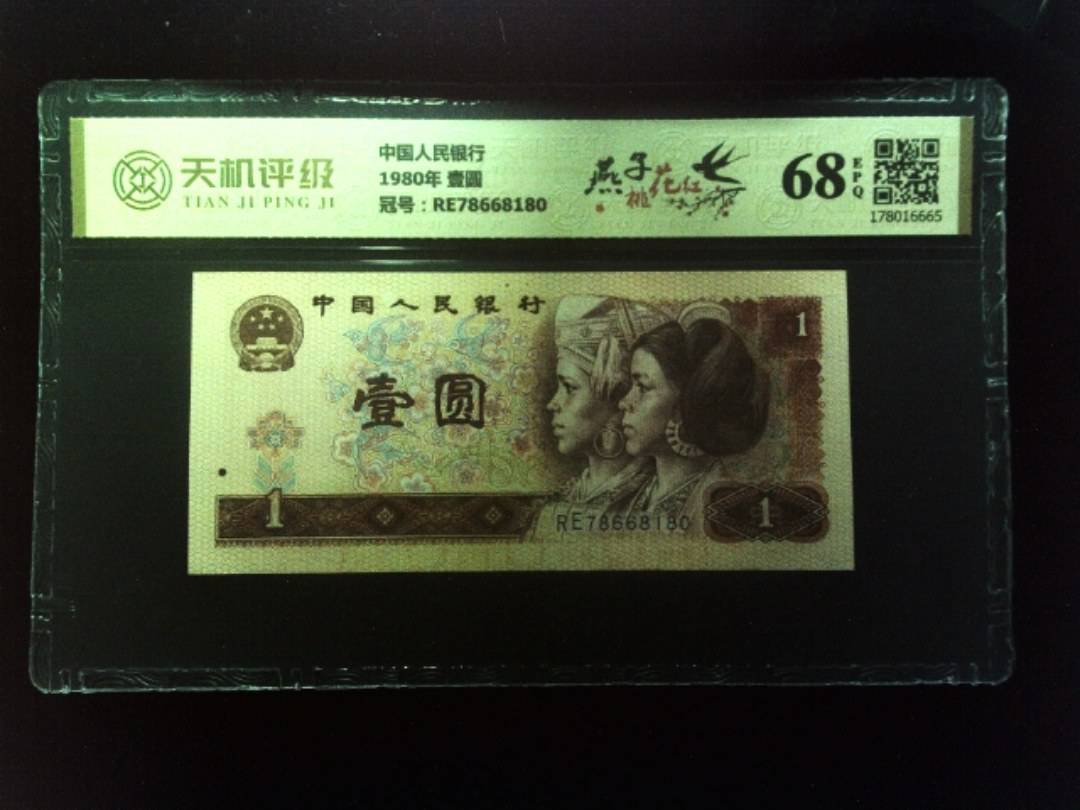 天机评级
TIAN JI PING JI
中国人民银行
1980年 壹圆
冠号：RE78668180
燕子
桃花红
68
EPQ
178016665
中国人民银行
1
壹圆
1
RE78668180
1